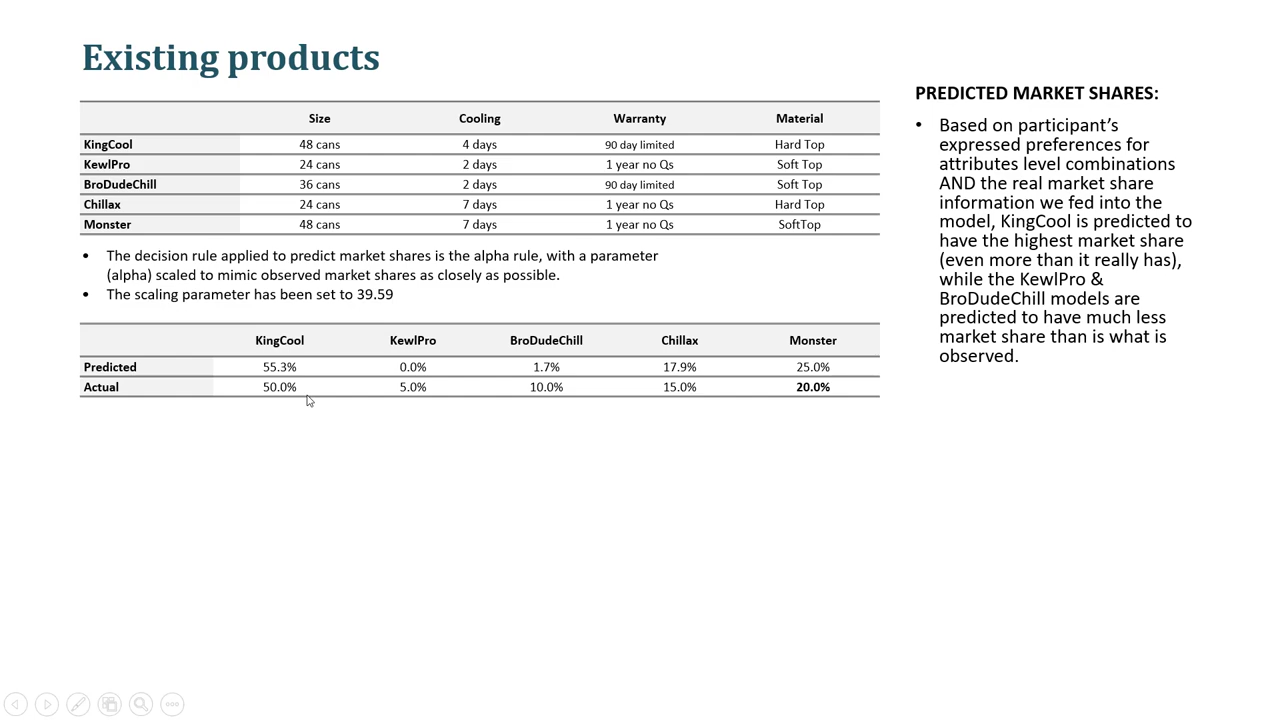 Existing products
Size Cooling Warranty Material
KingCool 48 cans 4 days 90 day limited Hard Top
KewlPro 24 cans 2 days 1 year no Qs Soft Top
BroDudeChill 36 cans 2 days 90 day limited Soft Top
Chillax 24 cans 7 days 1 year no Qs Hard Top
Monster 48 cans 7 days 1 year no Qs SoftTop
• The decision rule applied to predict market shares is the alpha rule, with a parameter
(alpha) scaled to mimic observed market shares as closely as possible.
• The scaling parameter has been set to 39.59
KingCool KewlPro BroDudeChill Chillax Monster
Predicted 55.3% 0.0% 1.7% 17.9% 25.0%
Actual 50.0% 5.0% 10.0% 15.0% 20.0%
PREDICTED MARKET SHARES:
• Based on participant’s
expressed preferences for
attributes level combinations
AND the real market share
information we fed into the
model, KingCool is predicted to
have the highest market share
(even more than it really has),
while the KewlPro &
BroDudeChill models are
predicted to have much less
market share than is what is
observed.